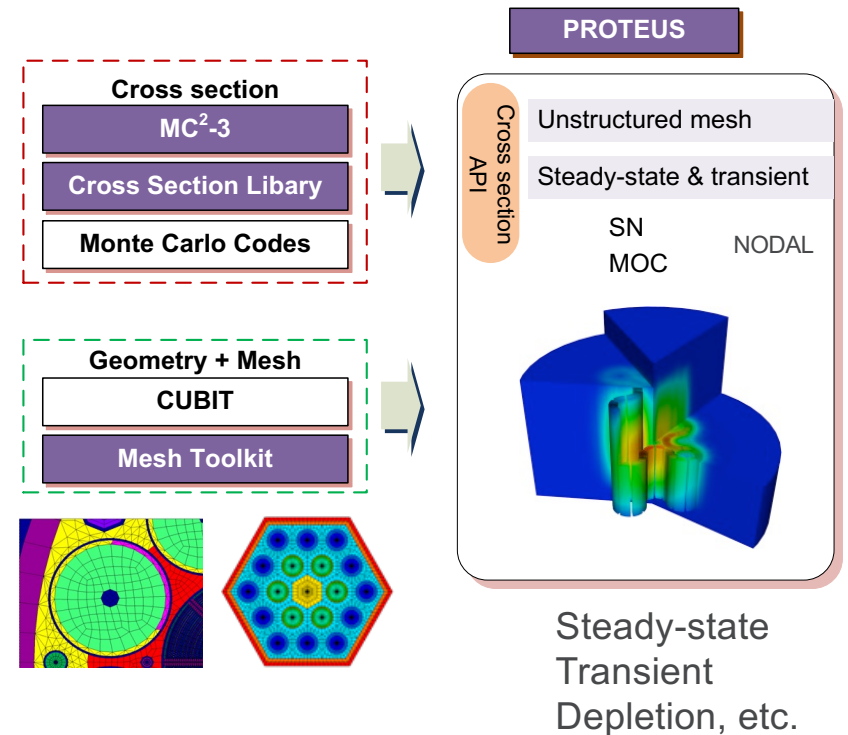 PROTEUS
Cross section
MC²-3
Cross Section Libary
Monte Carlo Codes
Geometry + Mesh
CUBIT
Mesh Toolkit
Cross section
API
Unstructured mesh
Steady-state & transient
SN
MOC
NODAL
Steady-state
Transient
Depletion, etc.